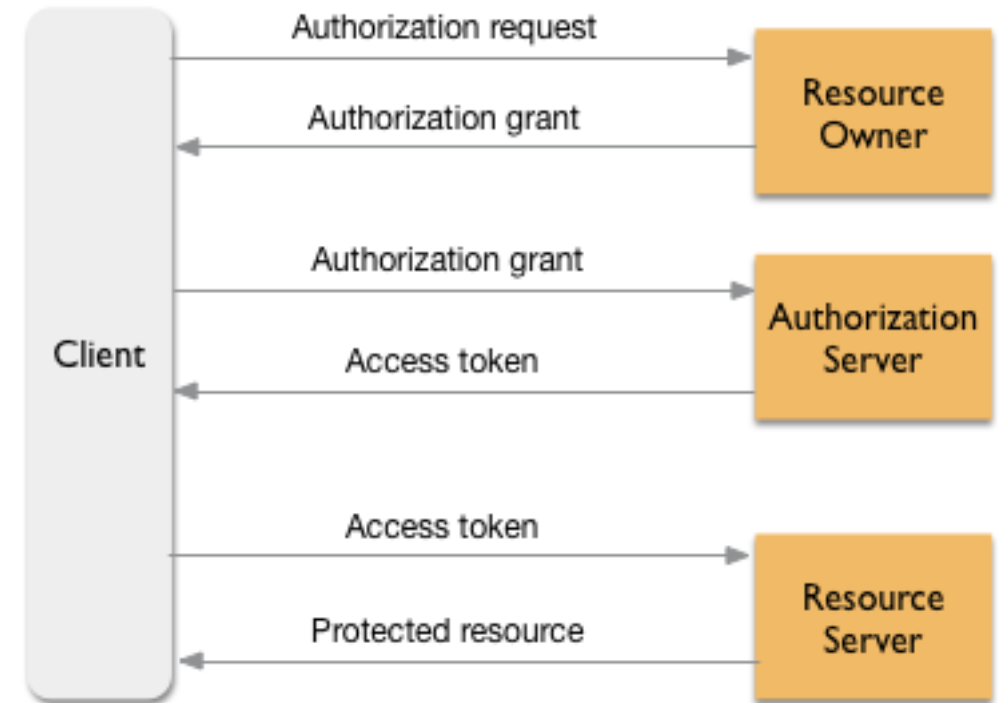 Authorization request
Resource
Owner
Authorization grant
Authorization grant
Authorization
Server
Client
Access token
Access token
Resource
Server
Protected resource